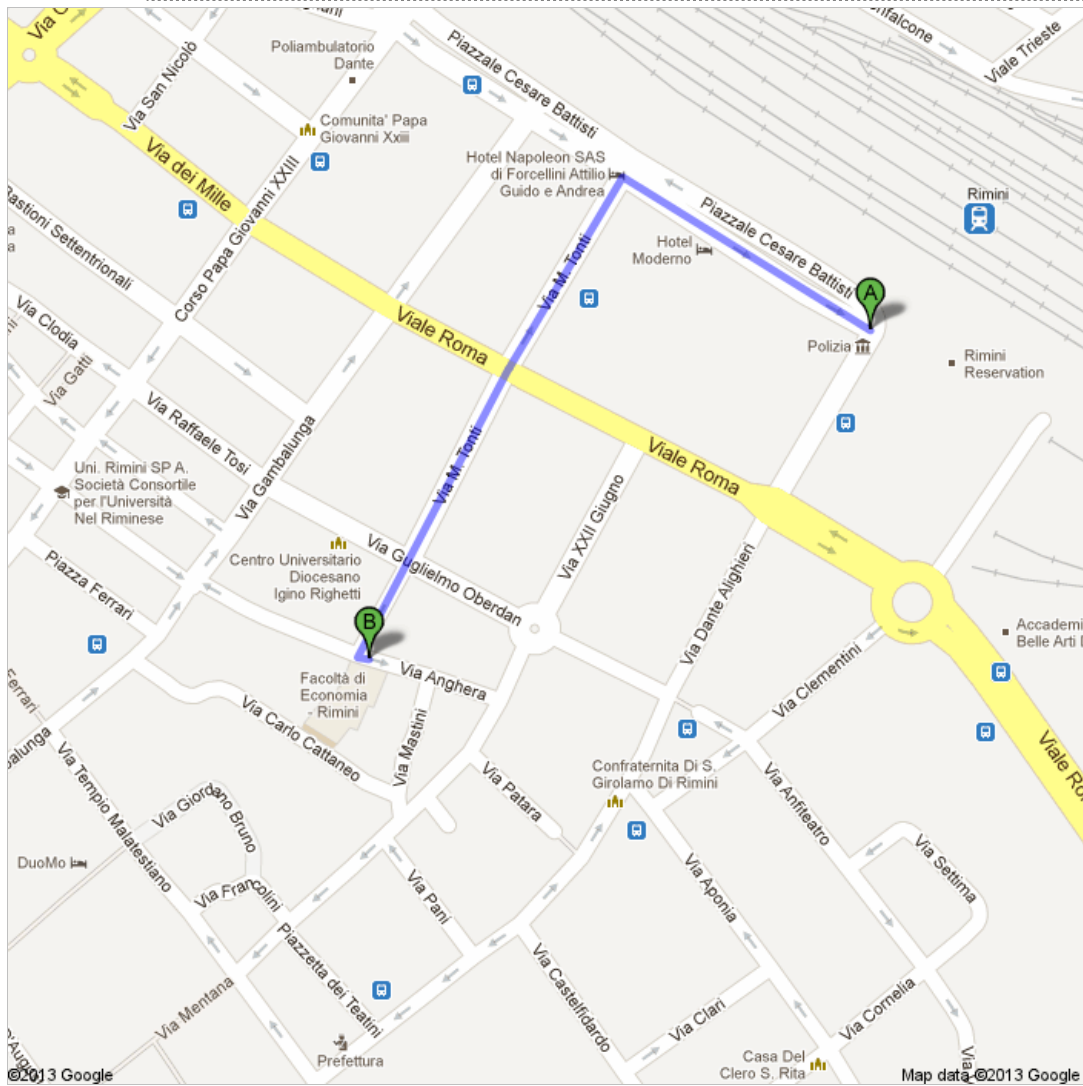 Piazzale Cesare Battisti
Viale Trieste
Poliambulatorio
Dante
Via San Nicolò
Comunita' Papa
Giovanni Xxiii
Hotel Napoleon SAS
di Forcellini Attilio
Guido e Andrea
Via dei Mille
Corso Papa Giovanni XXIII
Rimini
Piazzale Cesare Battisti
Hotel
Moderno
Bastioni Settentrionali
A
Via M. Tonti
Viale Roma
Polizia
Rimini
Reservation
Via Clodia
Via Gatti
Via Raffaele Tosi
Via Gambalunga
Via M. Tonti
Viale Roma
Uni. Rimini SP A.
Società Consortile
per l'Università
Nel Riminese
Via XXII Giugno
Centro Universitario
Diocesano
Igino Righetti
Via Guglielmo Oberdan
Piazza Ferrari
Via Dante Alighieri
B
Accademi
Belle Arti
Via Clementini
Via Anghera
Facoltà di
Economia
- Rimini
Ferrari
Via Carlo Cattaneo
Via Mastini
balunga
Via Tempio Malatestiano
Confraternita Di S.
Girolamo Di Rimini
Viale Ro
Via Patara
Via Anfiteatro
Via Giordano Bruno
DuoMo
Via Settima
Via Francolini
Via Pani
Via Aponia
Piazzetta dei Teatini
Via Castelfidardo
Via Mentana
Via Cornelia
Via Clari
Prefettura
Casa Del
Clero S. Rita
Via
D'Augu
©2013 Google
Map data ©2013 Google